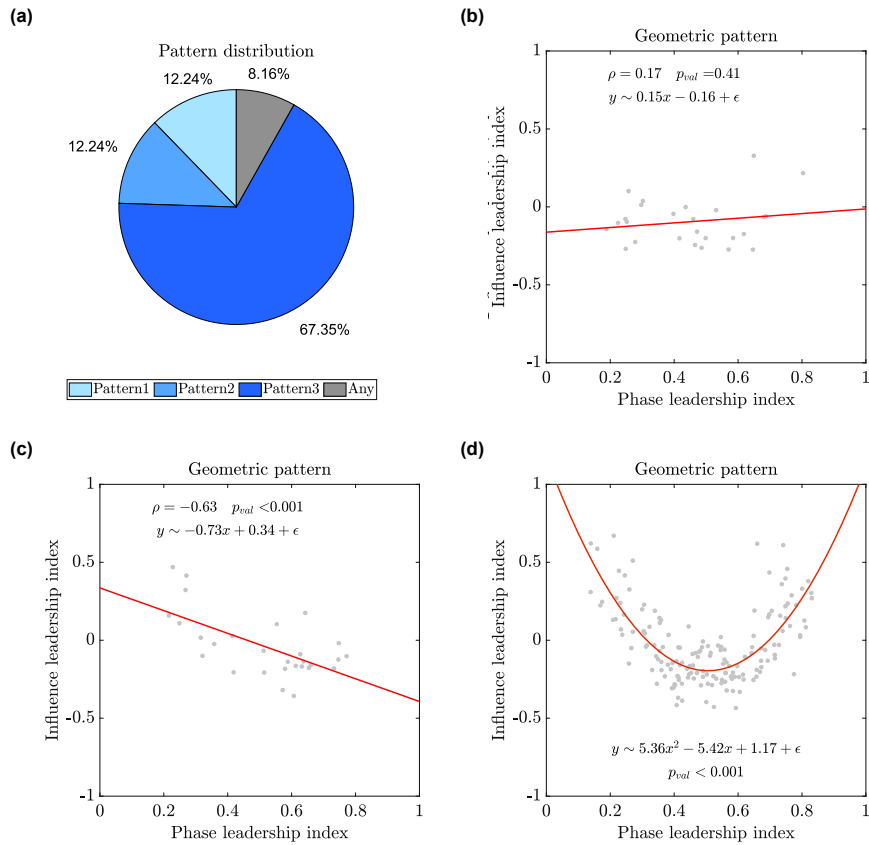 (a)
Pattern distribution
12.24%
8.16%
12.24%
67.35%
Pattern1 Pattern2 Pattern3 Any
(b)
Geometric pattern
ρ = 0.17 p_val =0.41
y ∼ 0.15x − 0.16 + ϵ
Influence leadership index
1
0.5
0
-0.5
-1
0 0.2 0.4 0.6 0.8 1
Phase leadership index
(c)
Geometric pattern
ρ = −0.63 p_val <0.001
y ∼ −0.73x + 0.34 + ϵ
Influence leadership index
1
0.5
0
-0.5
-1
0 0.2 0.4 0.6 0.8 1
Phase leadership index
(d)
Geometric pattern
Influence leadership index
1
0.5
0
-0.5
-1
y ∼ 5.36x² − 5.42x + 1.17 + ϵ
p_val < 0.001
0 0.2 0.4 0.6 0.8 1
Phase leadership index